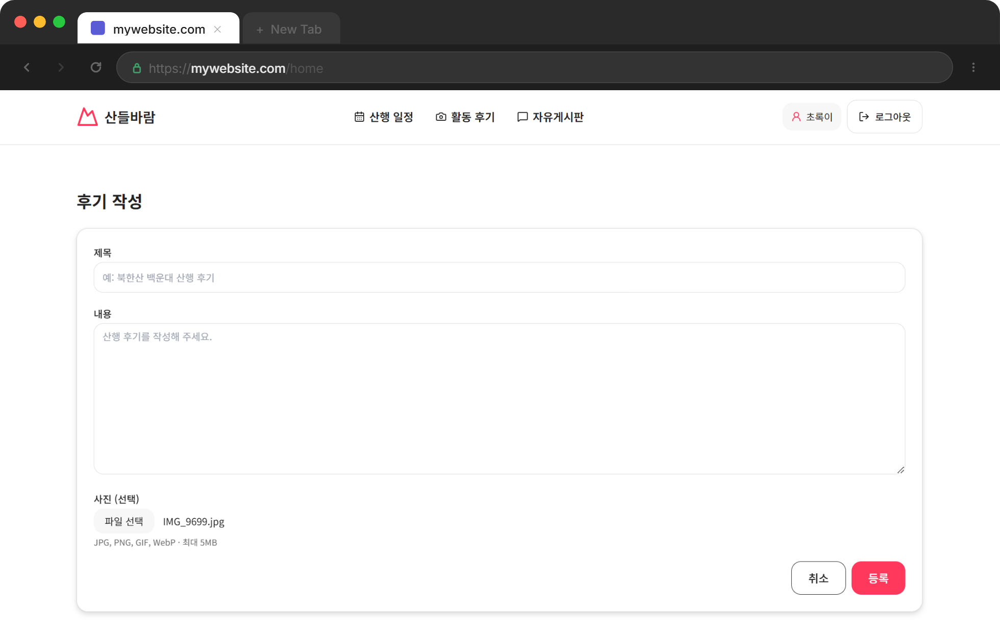 mywebsite.com
+ New Tab
https://mywebsite.com/home
산들바람
산행 일정
활동 후기
자유게시판
초록이
로그아웃
후기 작성
제목
예: 북한산 백운대 산행 후기
내용
산행 후기를 작성해 주세요.
사진 (선택)
파일 선택 IMG_9699.jpg
JPG, PNG, GIF, WebP · 최대 5MB
취소
등록